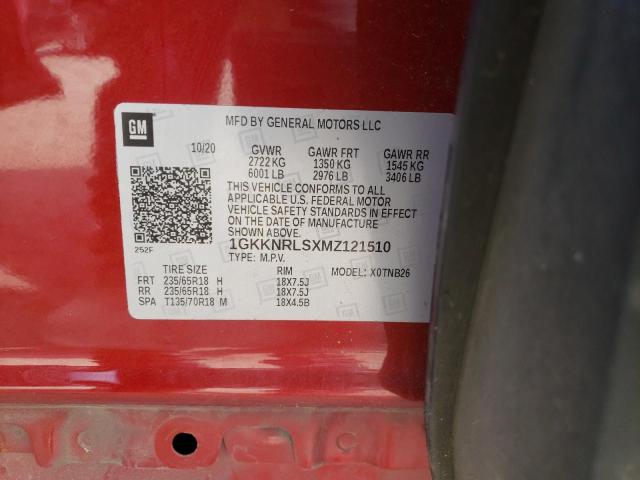 GM
MFD BY GENERAL MOTORS LLC
10/20 GVWR GAWR FRT GAWR RR
2722 KG 1350 KG 1545 KG
6001 LB 2976 LB 3406 LB
THIS VEHICLE CONFORMS TO ALL
APPLICABLE U.S. FEDERAL MOTOR
VEHICLE SAFETY STANDARDS IN EFFECT
ON THE DATE OF MANUFACTURE
SHOWN ABOVE.
252F
1GKKNRLSXMZ121510
TYPE: M.P.V.
TIRE SIZE RIM MODEL: X0TNB26
FRT 235/65R18 H 18X7.5J
RR 235/65R18 H 18X7.5J
SPA T135/70R18 M 18X4.5B